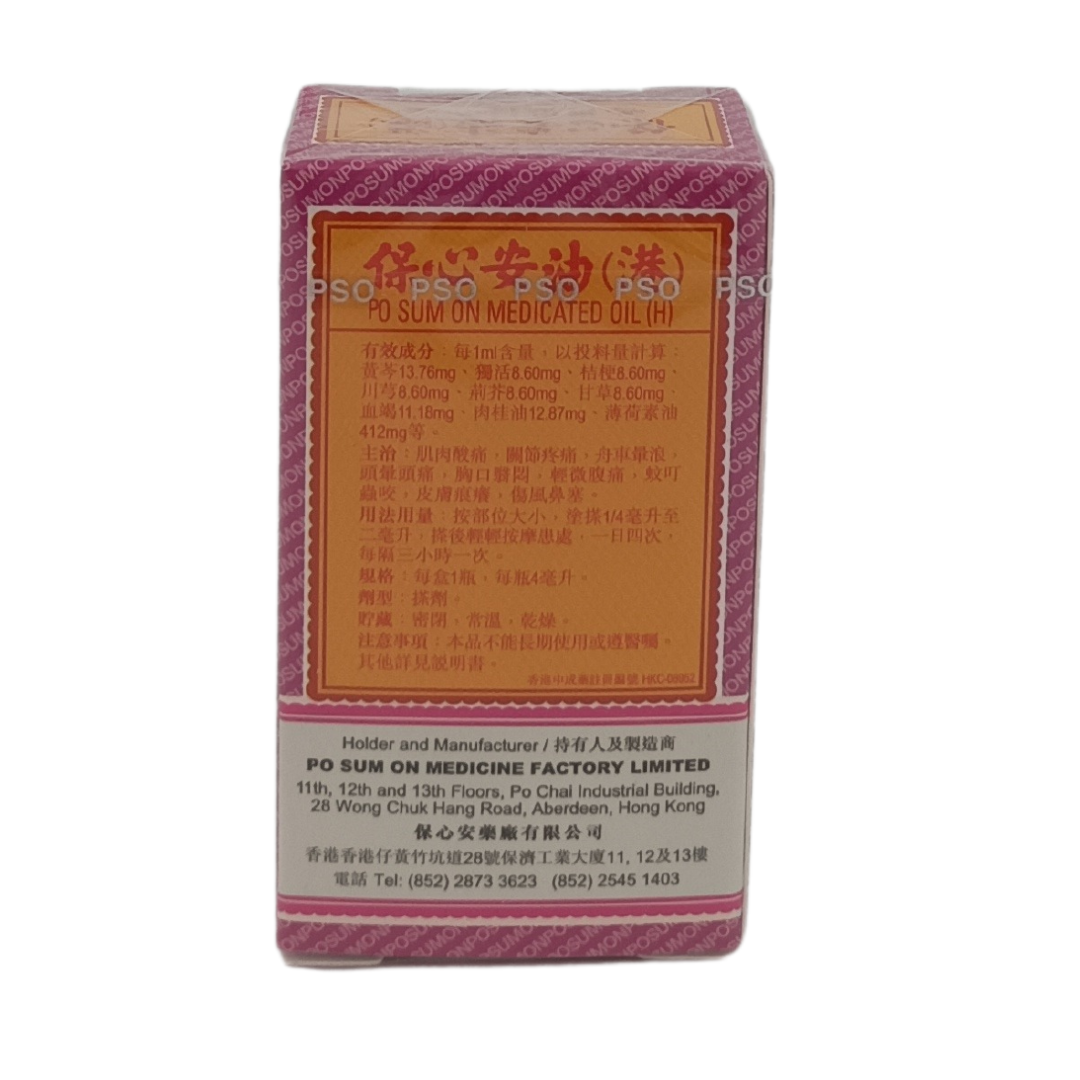 保心安油(港)
PSO PSO PSO PSO PSO
PO SUM ON MEDICATED OIL (H)
有效成分：每1ml含量，以投料量計算：
黃芩13.76mg、獨活8.60mg、桔梗8.60mg、
川芎8.60mg、荊芥8.60mg、甘草8.60mg、
血竭11.18mg、肉桂油12.87mg、薄荷素油
412mg等。
主治：肌肉酸痛，關節疼痛，舟車暈浪，
頭暈頭痛，胸口翳悶，輕微腹痛，蚊叮
蟲咬，皮膚痕癢，傷風鼻塞。
用法用量：按部位大小，塗搽1/4毫升至
二毫升，搽後輕輕按摩患處，一日四次，
每隔三小時一次。
規格：每盒1瓶，每瓶4毫升。
劑型：搽劑。
貯藏：密閉，常溫，乾燥。
注意事項：本品不能長期使用或遵醫囑。
其他詳見説明書。
香港中成藥註冊編號 HKC-08052
Holder and Manufacturer / 持有人及製造商
PO SUM ON MEDICINE FACTORY LIMITED
11th, 12th and 13th Floors, Po Chai Industrial Building,
28 Wong Chuk Hang Road, Aberdeen, Hong Kong
保心安藥廠有限公司
香港香港仔黃竹坑道28號保濟工業大廈11, 12及13樓
電話 Tel: (852) 2873 3623 (852) 2545 1403